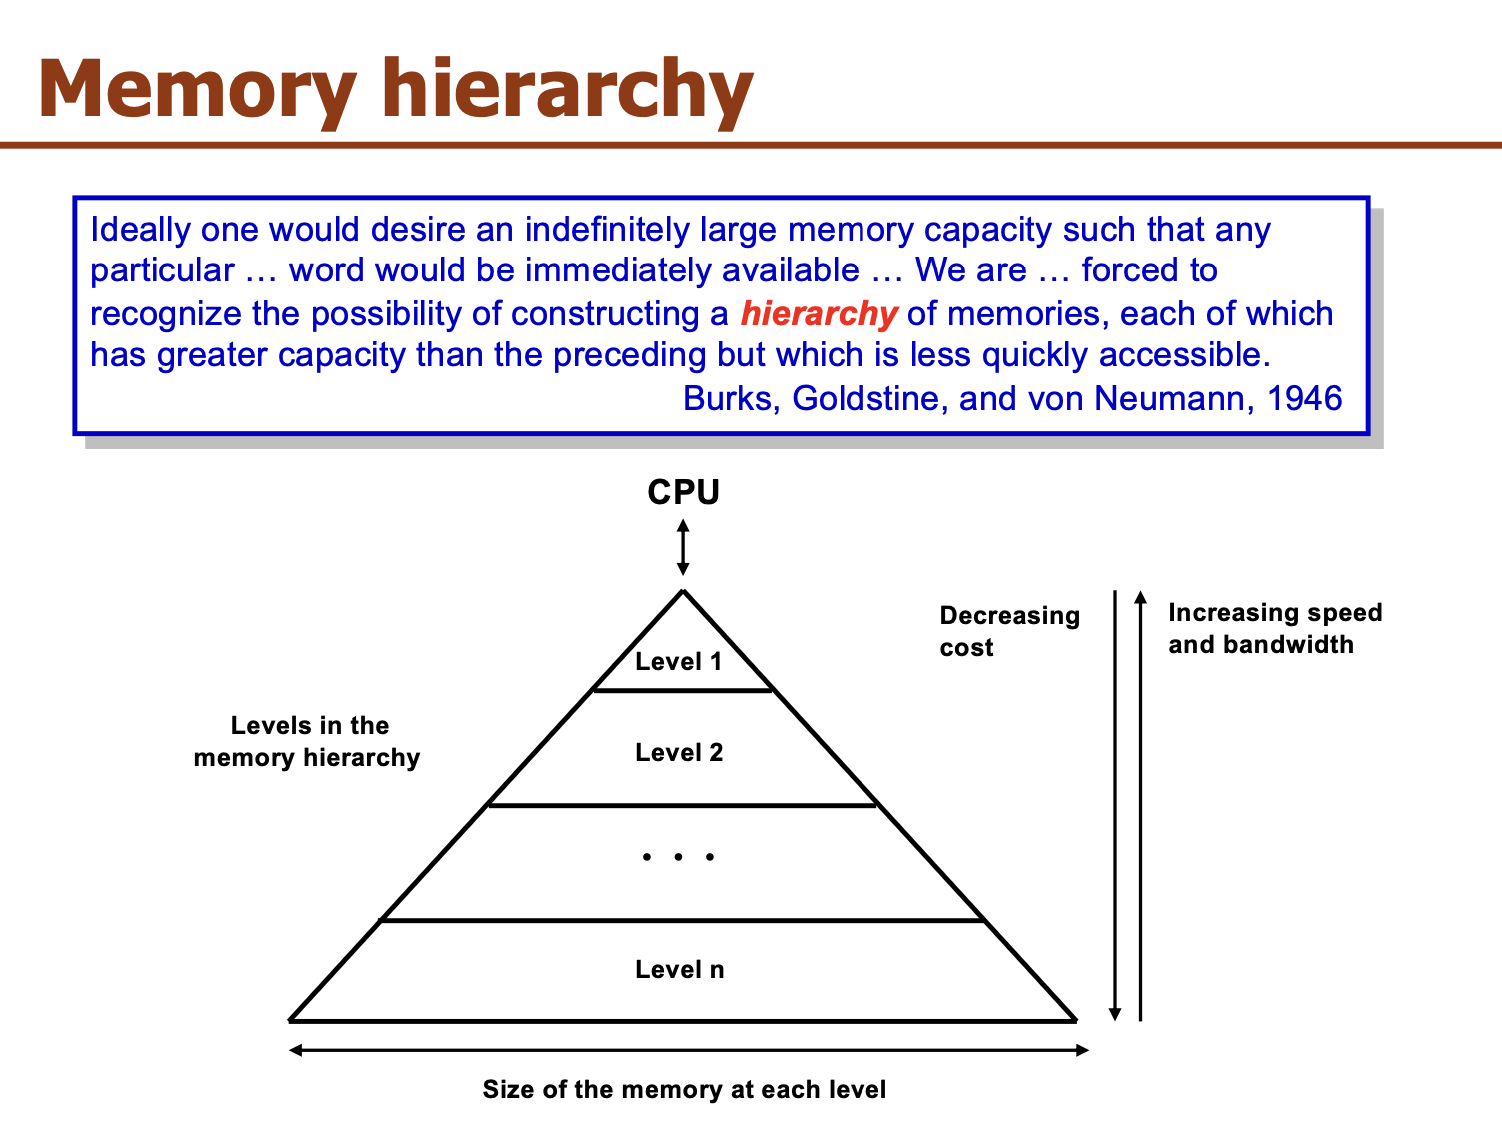 Memory hierarchy
Ideally one would desire an indefinitely large memory capacity such that any
particular … word would be immediately available … We are … forced to
recognize the possibility of constructing a hierarchy of memories, each of which
has greater capacity than the preceding but which is less quickly accessible.
Burks, Goldstine, and von Neumann, 1946
CPU
Decreasing
cost
Increasing speed
and bandwidth
Level 1
Levels in the
memory hierarchy
Level 2
. . .
Level n
Size of the memory at each level